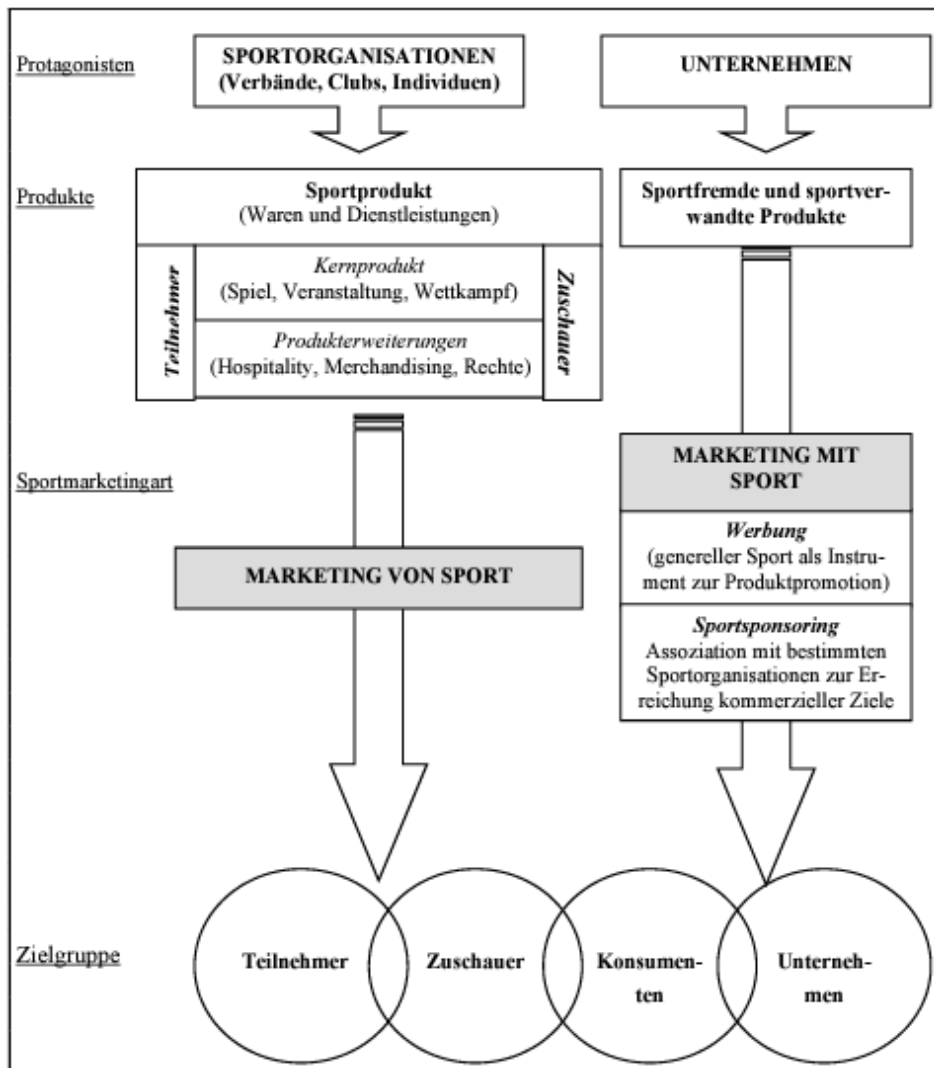 Protagonisten
SPORTORGANISATIONEN
(Verbände, Clubs, Individuen)
UNTERNEHMEN
Produkte
Sportprodukt
(Waren und Dienstleistungen)
Teilnehmer
Kernprodukt
(Spiel, Veranstaltung, Wettkampf)
Produkterweiterungen
(Hospitality, Merchandising, Rechte)
Zuschauer
Sportfremde und sportver-
wandte Produkte
Sportmarketingart
MARKETING VON SPORT
MARKETING MIT
SPORT
Werbung
(genereller Sport als Instru-
ment zur Produktpromotion)
Sportsponsoring
Assoziation mit bestimmten
Sportorganisationen zur Er-
reichung kommerzieller Ziele
Zielgruppe
Teilnehmer
Zuschauer
Konsumen-
ten
Unterneh-
men